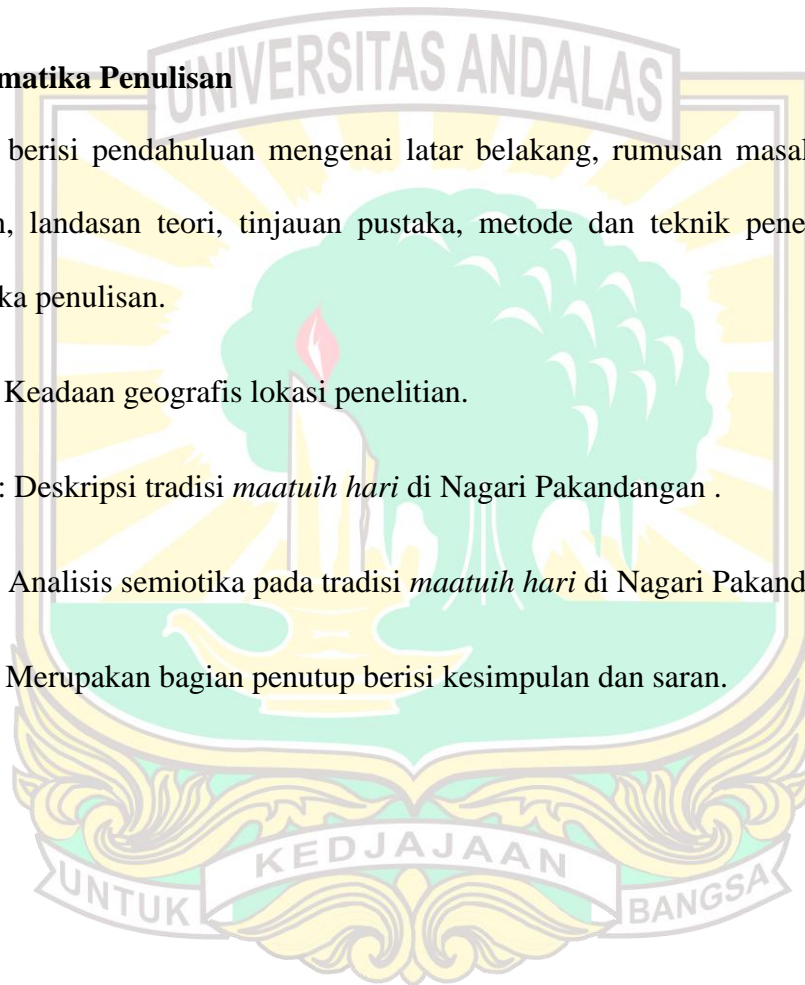 UNIVERSITAS ANDALAS
matika Penulisan
berisi pendahuluan mengenai latar belakang, rumusan masal
, landasan teori, tinjauan pustaka, metode dan teknik pene
ka penulisan.
Keadaan geografis lokasi penelitian.
: Deskripsi tradisi maatuih hari di Nagari Pakandangan .
Analisis semiotika pada tradisi maatuih hari di Nagari Pakand
Merupakan bagian penutup berisi kesimpulan dan saran.
UNTUK KEDJAJAAN BANGSA